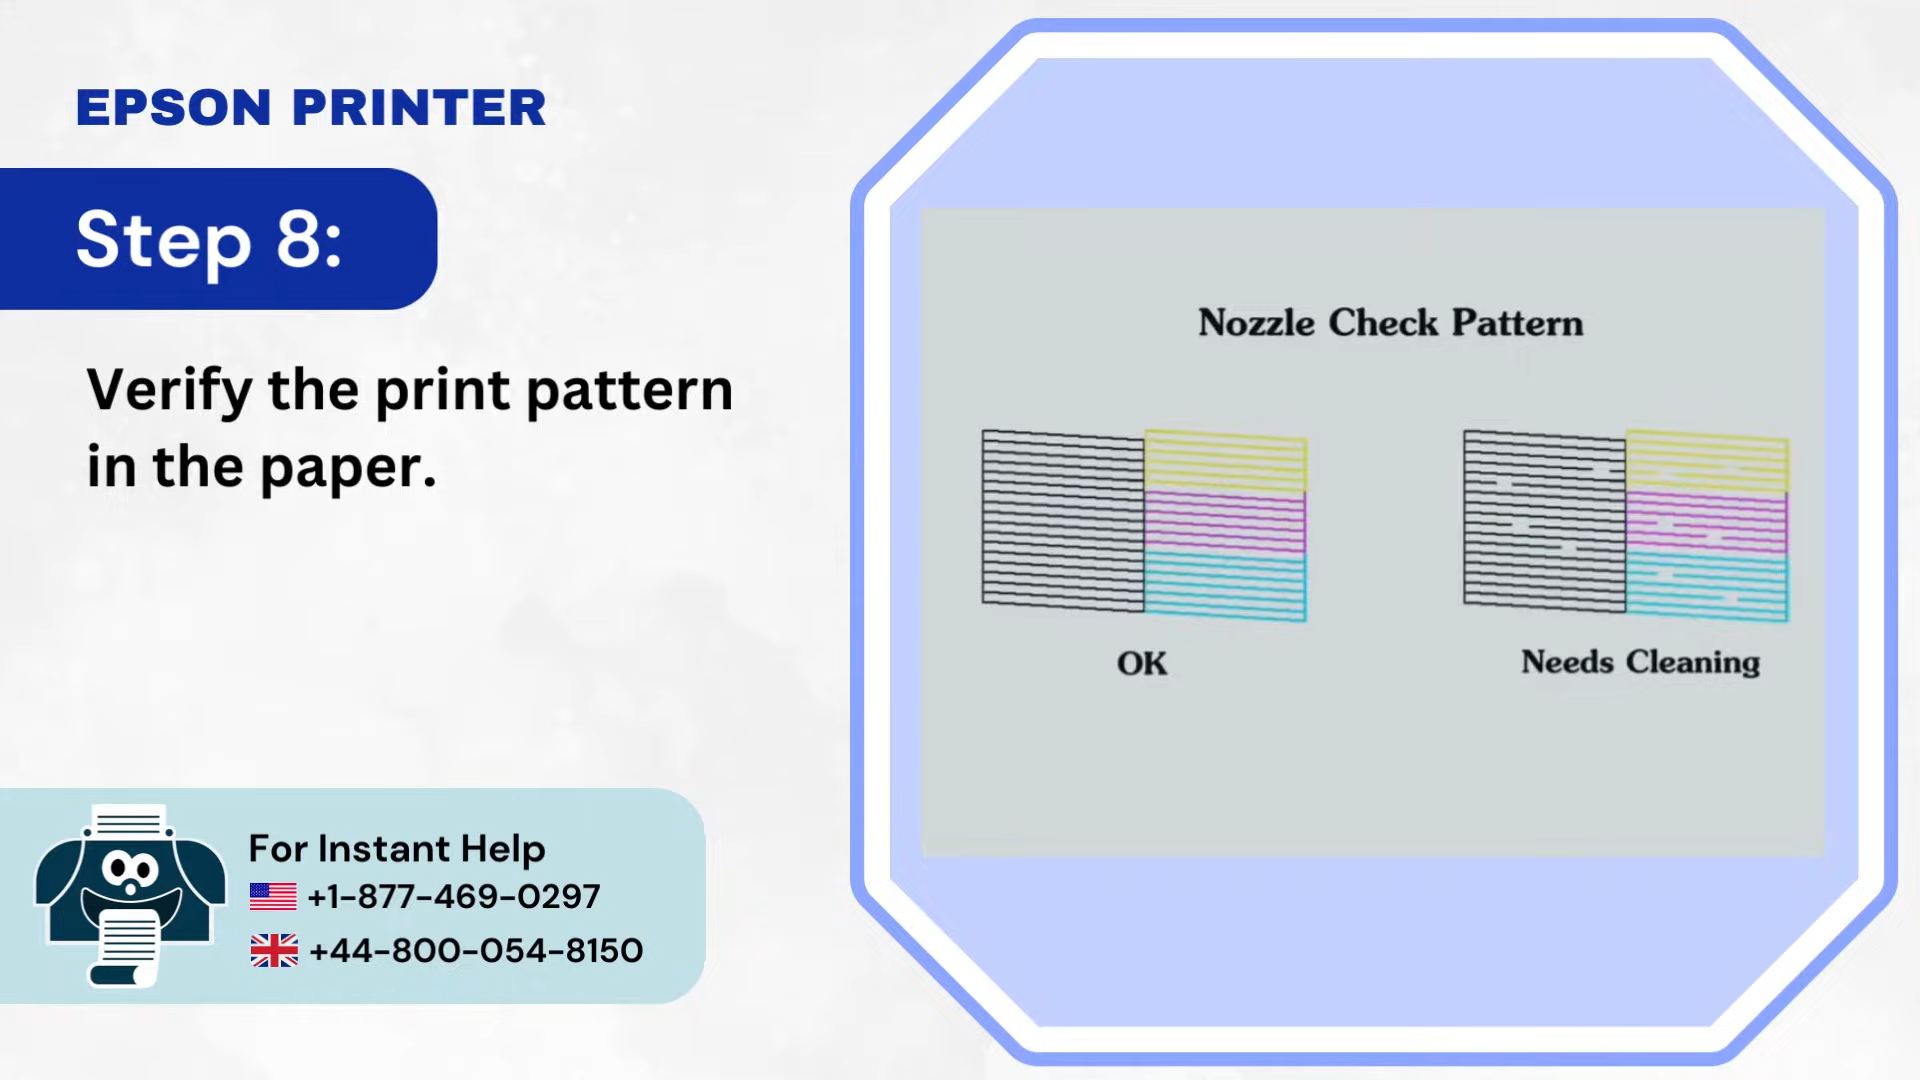 EPSON PRINTER
Step 8:
Verify the print pattern
in the paper.
For Instant Help
+1-877-469-0297
+44-800-054-8150
Nozzle Check Pattern
OK
Needs Cleaning